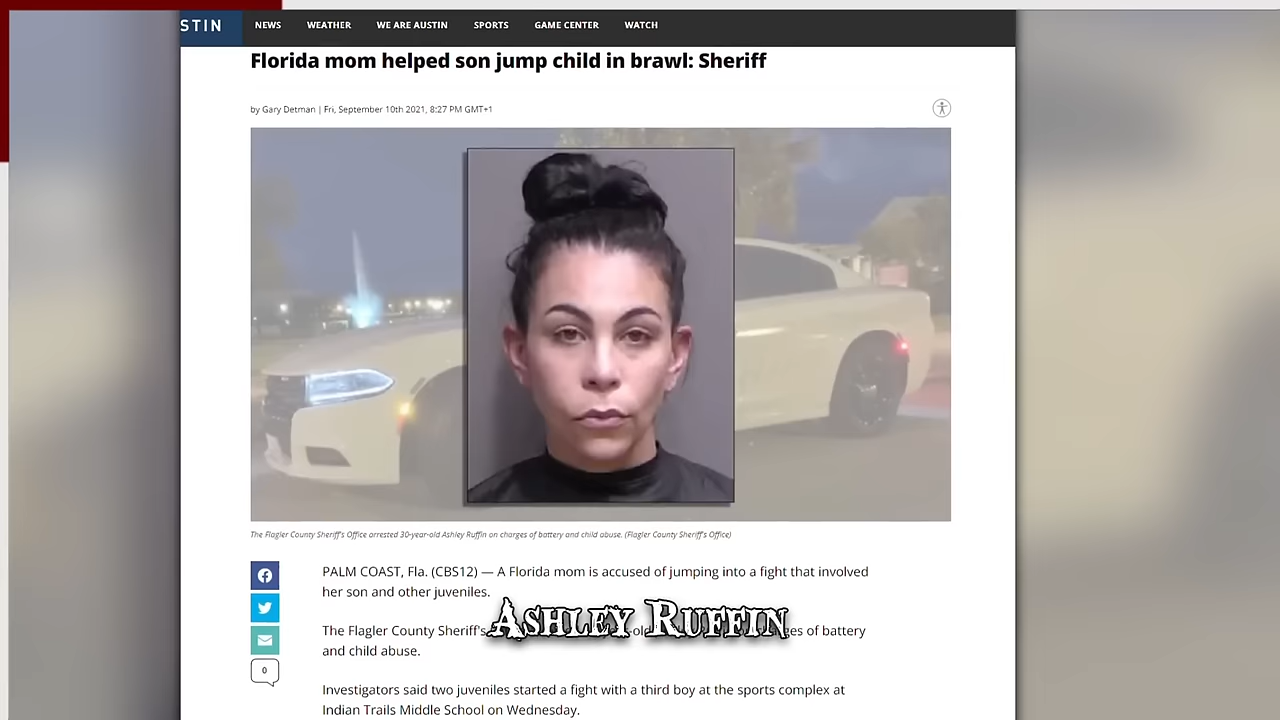 STIN NEWS WEATHER WE ARE AUSTIN SPORTS GAME CENTER WATCH
Florida mom helped son jump child in brawl: Sheriff
by Gary Detman | Fri, September 10th 2021, 8:27 PM GMT+1
The Flagler County Sheriff's Office arrested 30-year-old Ashley Ruffin on charges of battery and child abuse. (Flagler County Sheriff's Office)
PALM COAST, Fla. (CBS12) — A Florida mom is accused of jumping into a fight that involved
her son and other juveniles.
Ashley Ruffin
The Flagler County Sheriff's of battery
and child abuse.
0
Investigators said two juveniles started a fight with a third boy at the sports complex at
Indian Trails Middle School on Wednesday.